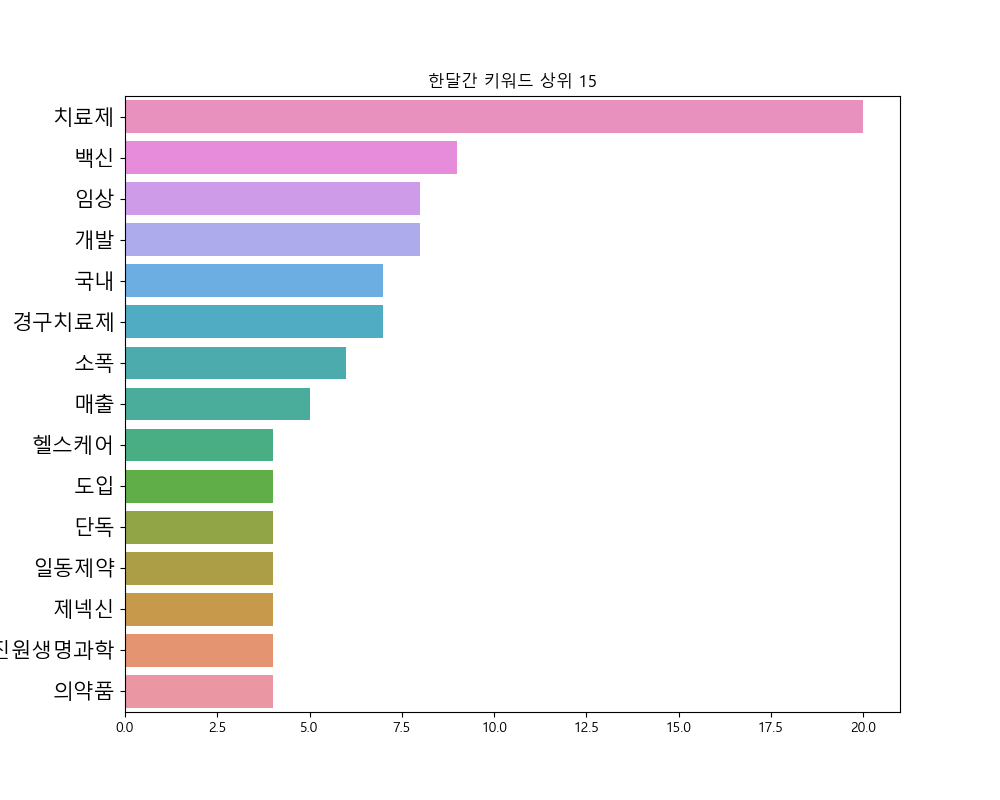 한달간 키워드 상위 15
치료제
백신
임상
개발
국내
경구치료제
소폭
매출
헬스케어
도입
단독
일동제약
제넥신
진원생명과학
의약품
0.0 2.5 5.0 7.5 10.0 12.5 15.0 17.5 20.0